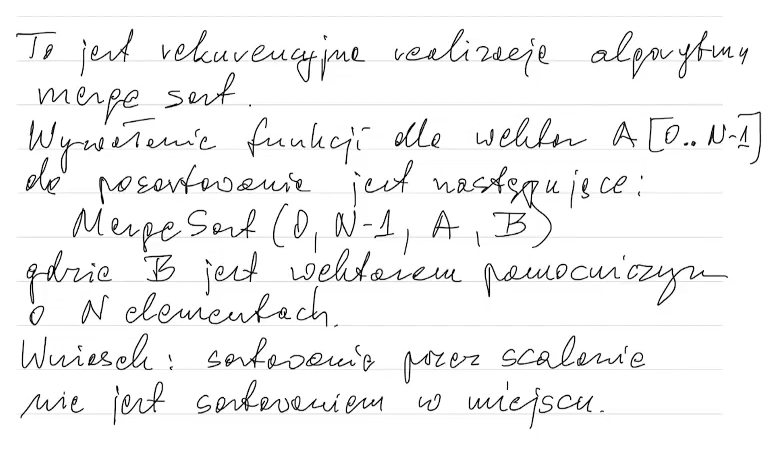 To jest rekurencyjna realizacja algorytmu
merge sort.
Wywołanie funkcji dla wektor A[0..N-1]
do posortowania jest następujące:
MergeSort(0, N-1, A, B)
gdzie B jest wektorem pomocniczym
o N elementach.
Wniosek: sortowanie przez scalanie
nie jest sortowaniem w miejscu.